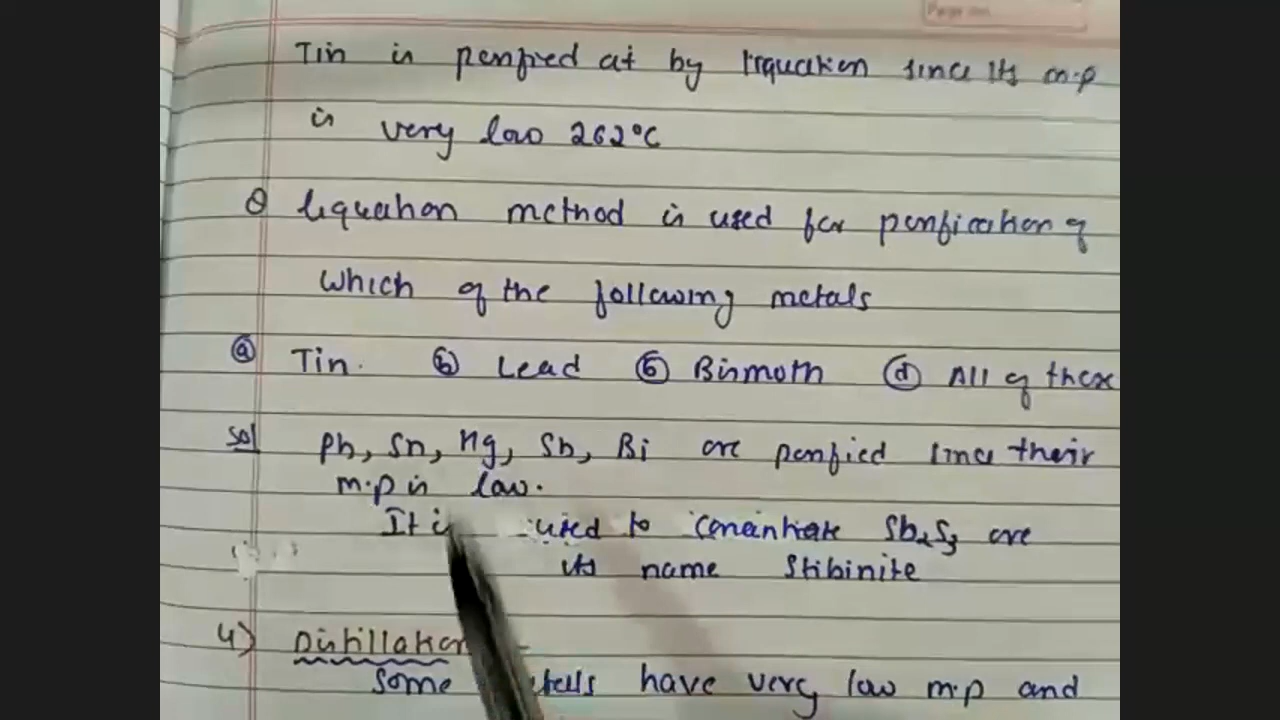 Tin is purified at by liquation since its m.p
is very low 262°C
Q liquation method is used for purification of
which of the following metals
(a) Tin. (b) Lead (c) Bismoth (d) All of these
Sol Pb, Sn, Hg, Sb, Bi are purified since their
m.p is low.
It is used to concentrate Sb2S3 ore
its name Stibinite
4) Distillation
Some metals have very low m.p and